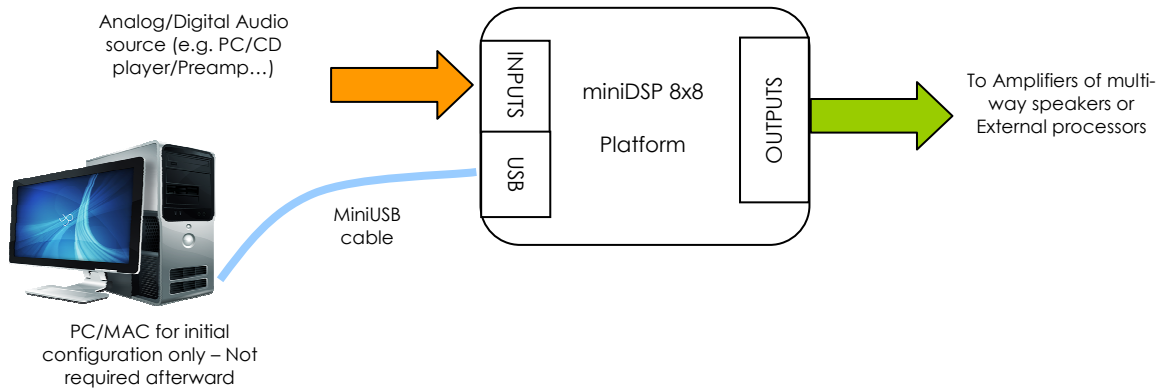 Analog/Digital Audio
source (e.g. PC/CD
player/Preamp…)
INPUTS
USB
miniDSP 8x8
Platform
OUTPUTS
To Amplifiers of multi-
way speakers or
External processors
MiniUSB
cable
PC/MAC for initial
configuration only – Not
required afterward